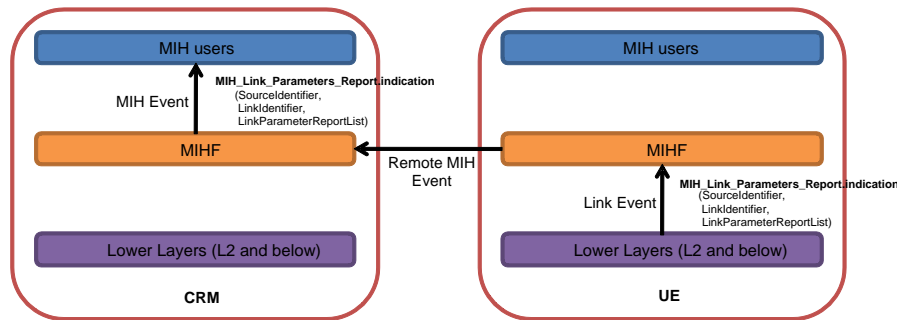 MIH users
MIH_Link_Parameters_Report.indication
(SourceIdentifier,
LinkIdentifier,
LinkParameterReportList)
MIH Event
MIHF
Lower Layers (L2 and below)
CRM
Remote MIH
Event
MIH users
MIHF
MIH_Link_Parameters_Report.indication
(SourceIdentifier,
LinkIdentifier,
LinkParameterReportList)
Link Event
Lower Layers (L2 and below)
UE